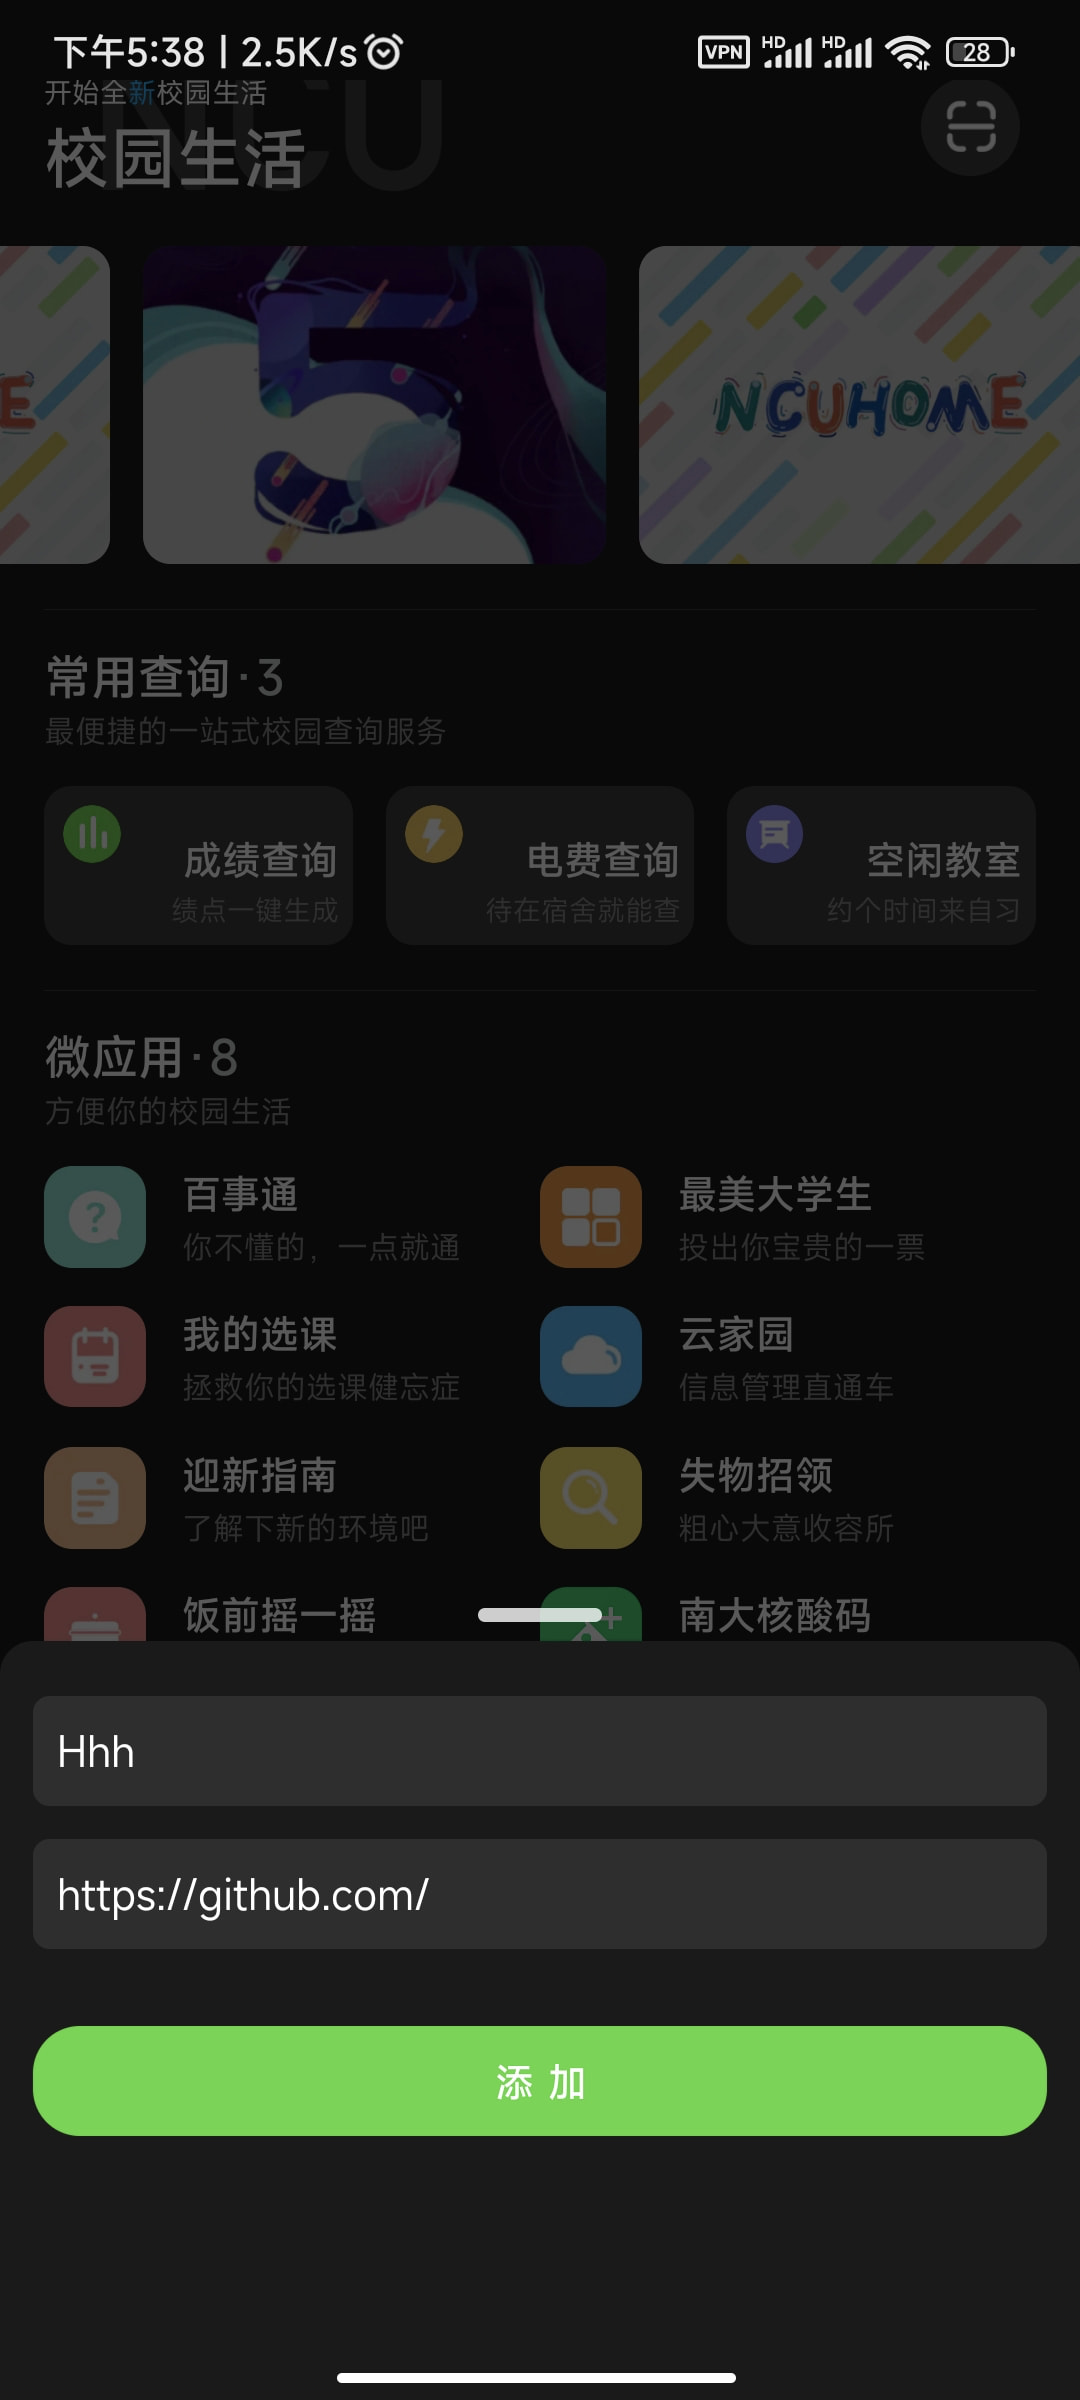 下午5:38 | 2.5K/s
VPN HD HD 28
NCU
开始全新校园生活
校园生活
E
5
NCUHOME
常用查询·3
最便捷的一站式校园查询服务
成绩查询
绩点一键生成
电费查询
待在宿舍就能查
空闲教室
约个时间来自习
微应用·8
方便你的校园生活
百事通
你不懂的，一点就通
最美大学生
投出你宝贵的一票
我的选课
拯救你的选课健忘症
云家园
信息管理直通车
迎新指南
了解下新的环境吧
失物招领
粗心大意收容所
饭前摇一摇
南大核酸码
Hhh
https://github.com/
添 加